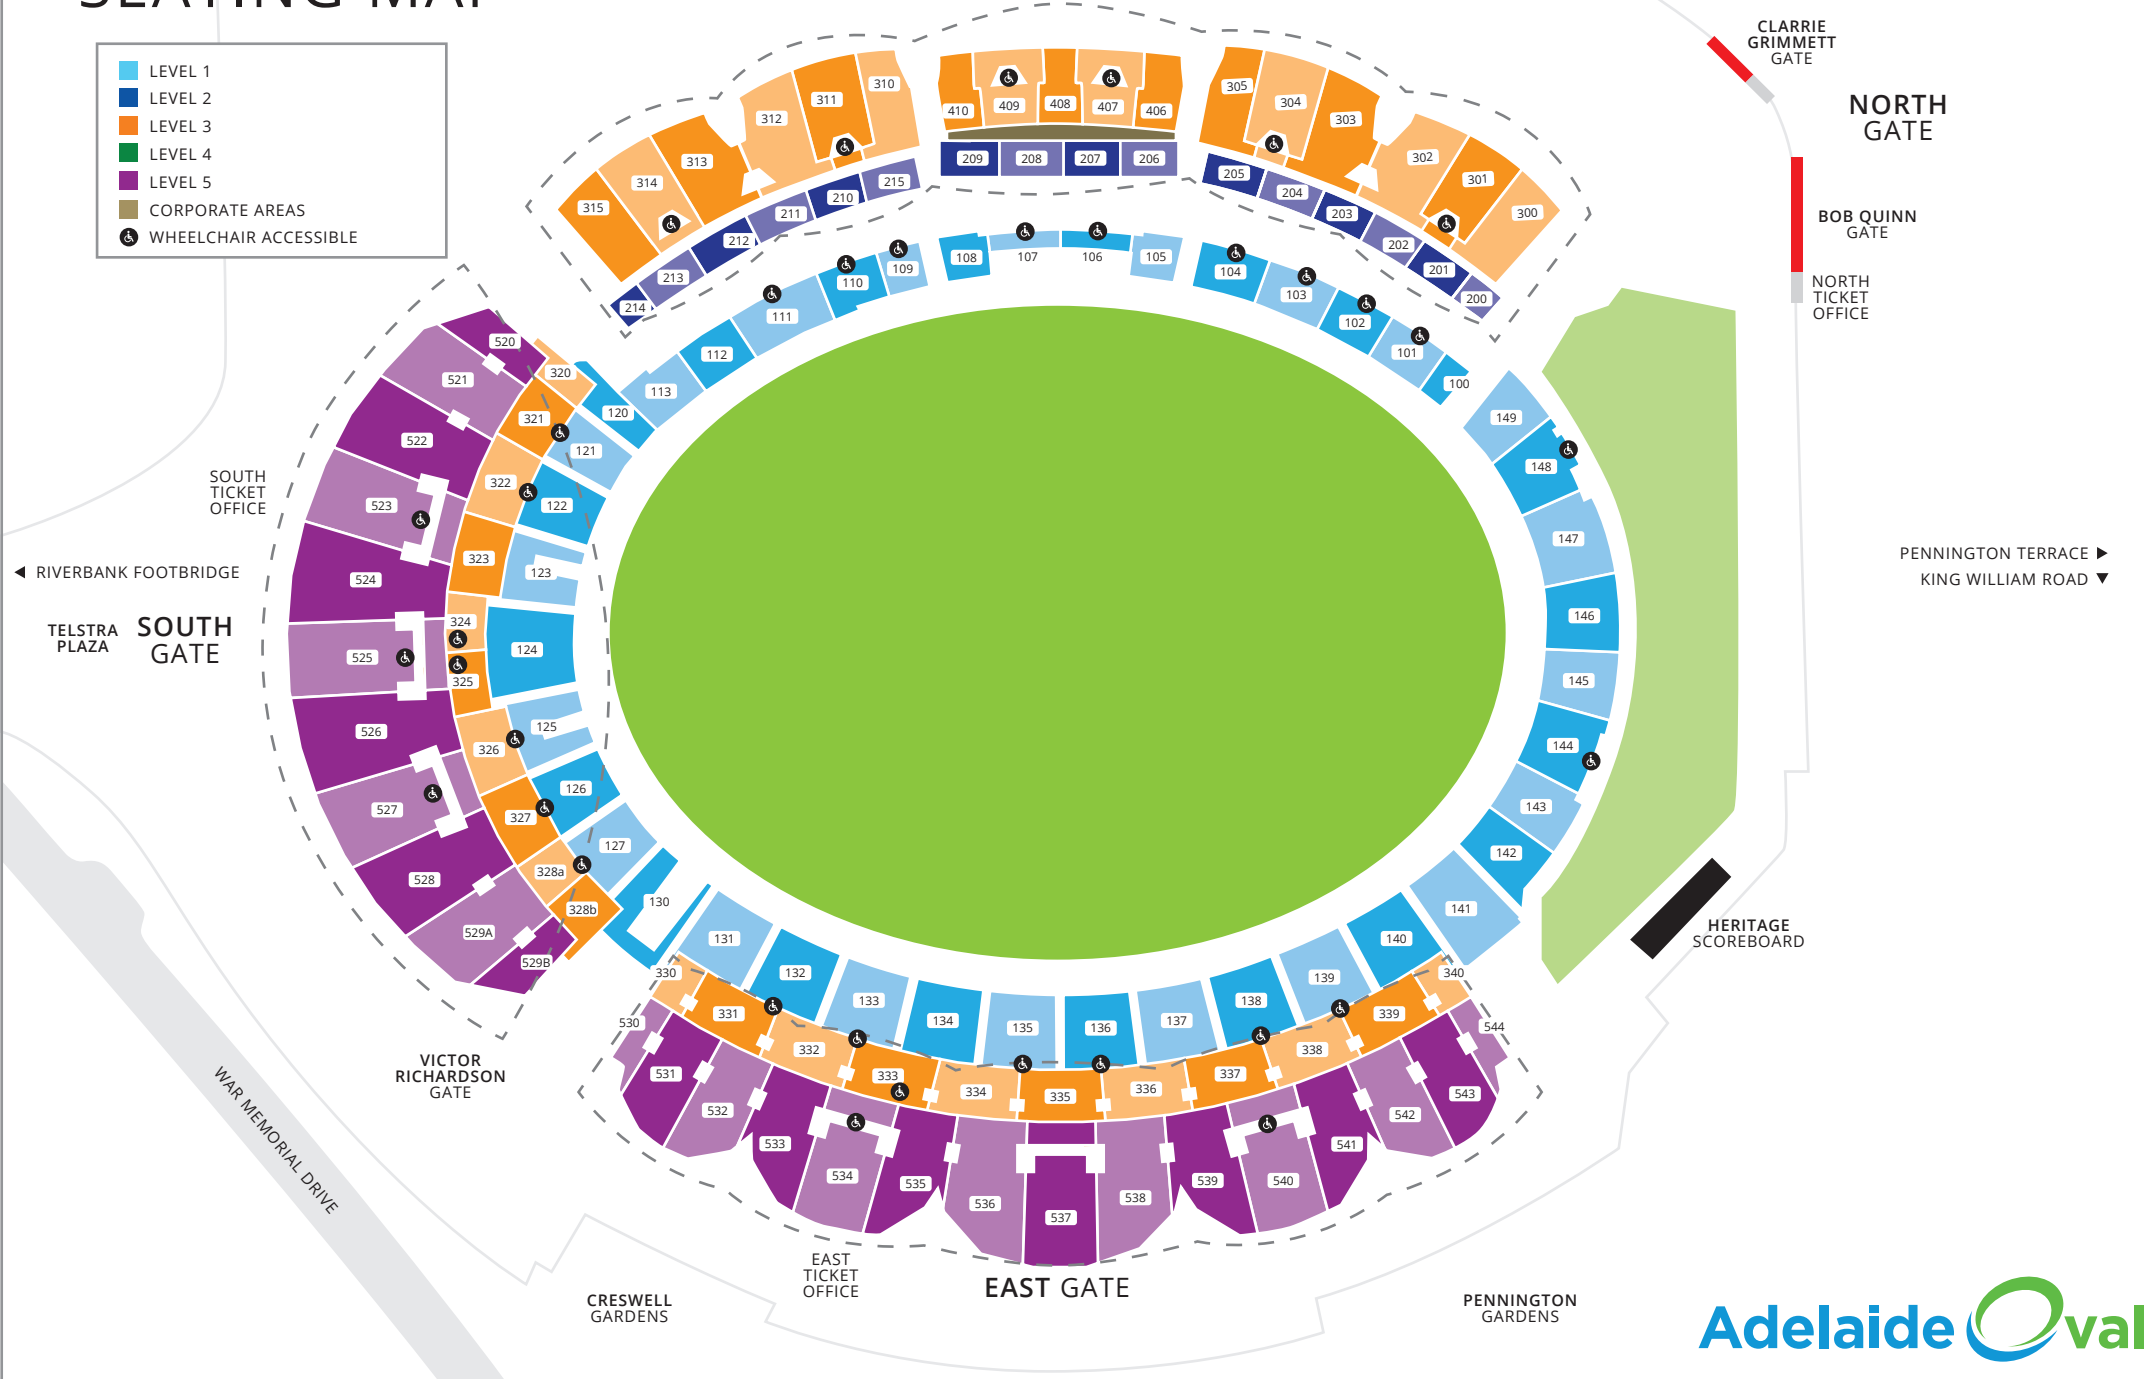 SEATING MAP
LEVEL 1
LEVEL 2
LEVEL 3
LEVEL 4
LEVEL 5
CORPORATE AREAS
WHEELCHAIR ACCESSIBLE
CLARRIE
GRIMMETT
GATE
NORTH
GATE
BOB QUINN
GATE
NORTH
TICKET
OFFICE
315
314
313
312
311
310
410
409
408
407
406
305
304
303
302
301
300
214
213
212
211
210
215
209
208
207
206
205
204
203
202
201
200
113
112
111
110
109
108
107
106
105
104
103
102
101
100
520
521
522
523
524
525
526
527
528
529A
529B
320
321
322
323
324
325
326
327
328a
328b
120
121
122
123
124
125
126
127
130
149
148
147
146
145
144
143
142
141
SOUTH
TICKET
OFFICE
RIVERBANK FOOTBRIDGE
TELSTRA
PLAZA
SOUTH
GATE
PENNINGTON TERRACE
KING WILLIAM ROAD
HERITAGE
SCOREBOARD
131
132
133
134
135
136
137
138
139
140
330
331
332
333
334
335
336
337
338
339
340
530
531
532
533
534
535
536
537
538
539
540
541
542
543
544
VICTOR
RICHARDSON
GATE
WAR MEMORIAL DRIVE
EAST
TICKET
OFFICE
EAST GATE
CRESWELL
GARDENS
PENNINGTON
GARDENS
Adelaide Oval